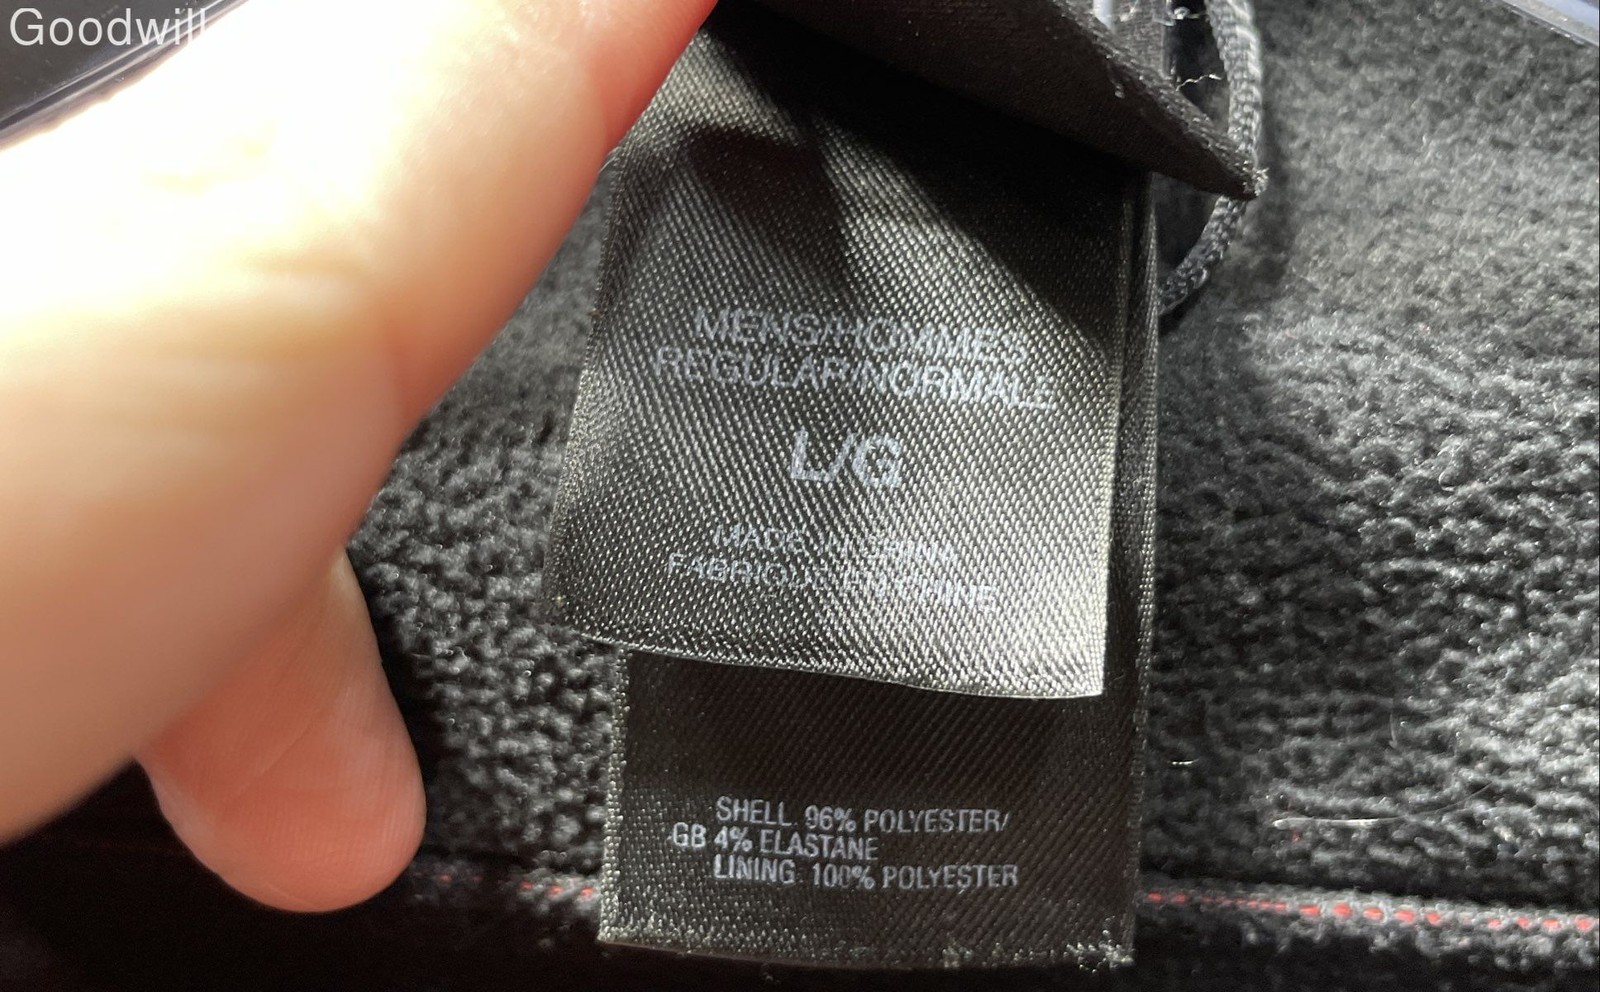 Goodwill
MENS/HOMMES
REGULAR/NORMALE
L/G
MADE IN CHINA
FABRIQUE EN CHINE
SHELL: 96% POLYESTER/
GB 4% ELASTANE
LINING: 100% POLYESTER